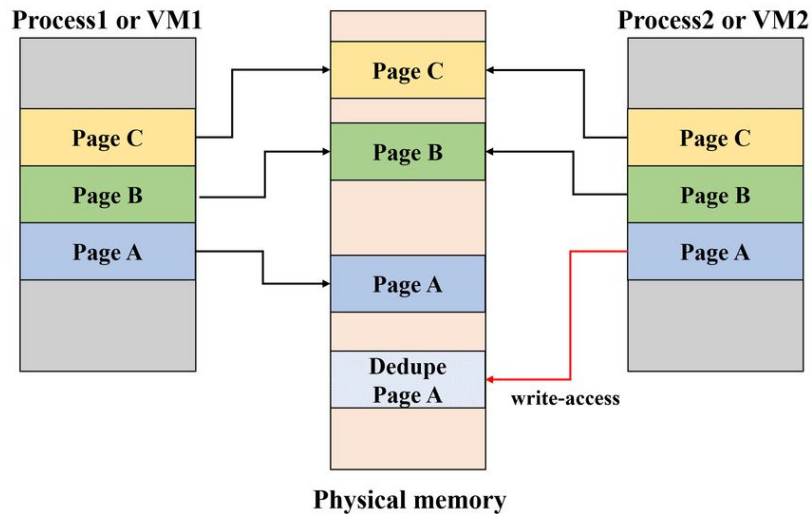 Process1 or VM1
Page C
Page B
Page A
Page C
Page B
Page A
Dedupe
Page A
Physical memory
Process2 or VM2
Page C
Page B
Page A
write-access